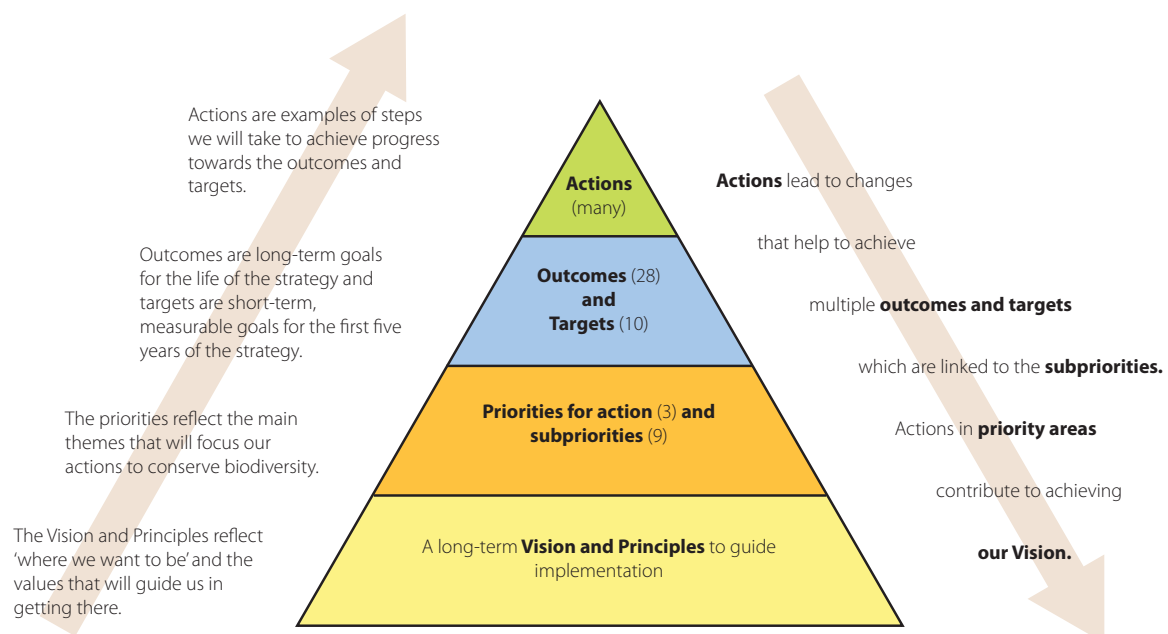 Actions are examples of steps
we will take to achieve progress
towards the outcomes and
targets.
Outcomes are long-term goals
for the life of the strategy and
targets are short-term,
measurable goals for the first five
years of the strategy.
The priorities reflect the main
themes that will focus our
actions to conserve biodiversity.
The Vision and Principles reflect
‘where we want to be’ and the
values that will guide us in
getting there.
Actions
(many)
Outcomes (28)
and
Targets (10)
Priorities for action (3) and
subpriorities (9)
A long-term Vision and Principles to guide
implementation
Actions lead to changes
that help to achieve
multiple outcomes and targets
which are linked to the subpriorities.
Actions in priority areas
contribute to achieving
our Vision.